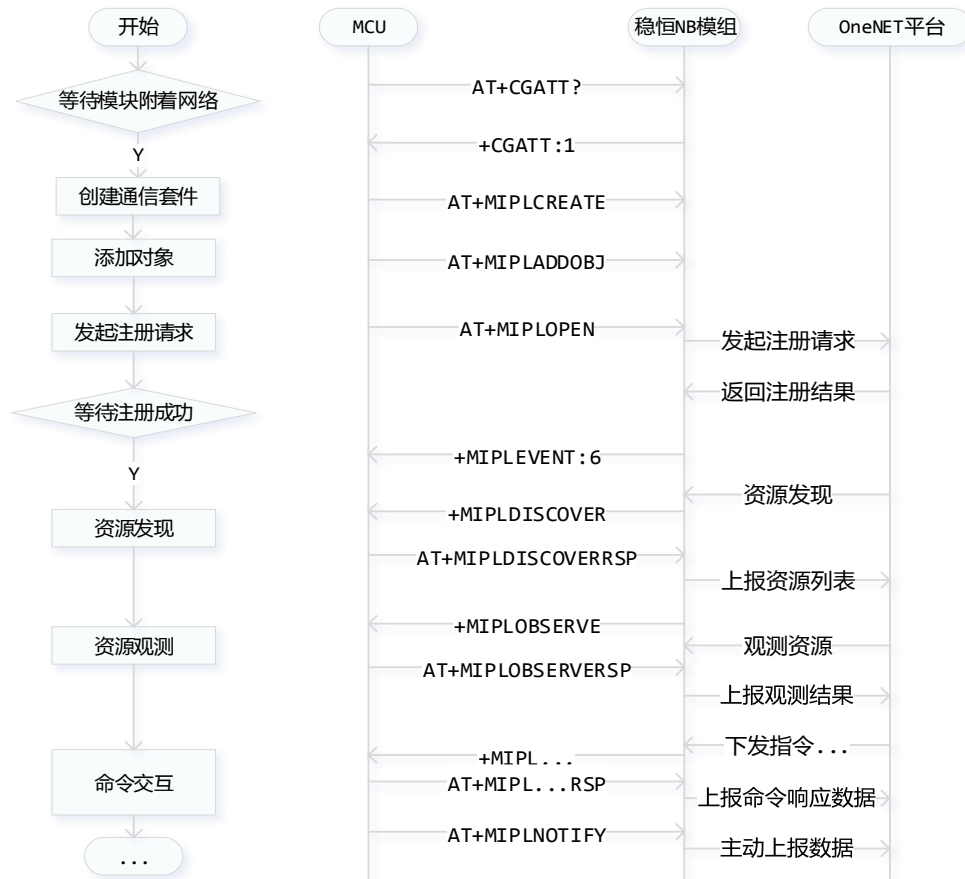 开始
MCU
稳恒NB模组
OneNET平台
等待模块附着网络
AT+CGATT?
+CGATT:1
Y
创建通信套件
AT+MIPLCREATE
添加对象
AT+MIPLADDOBJ
发起注册请求
AT+MIPLOPEN
发起注册请求
返回注册结果
等待注册成功
+MIPLEVENT:6
Y
资源发现
资源发现
+MIPLDISCOVER
AT+MIPLDISCOVERRSP
上报资源列表
+MIPLOBSERVE
资源观测
观测资源
AT+MIPLOBSERVERSP
上报观测结果
下发指令...
+MIPL...
命令交互
AT+MIPL...RSP
上报命令响应数据
AT+MIPLNOTIFY
主动上报数据
...